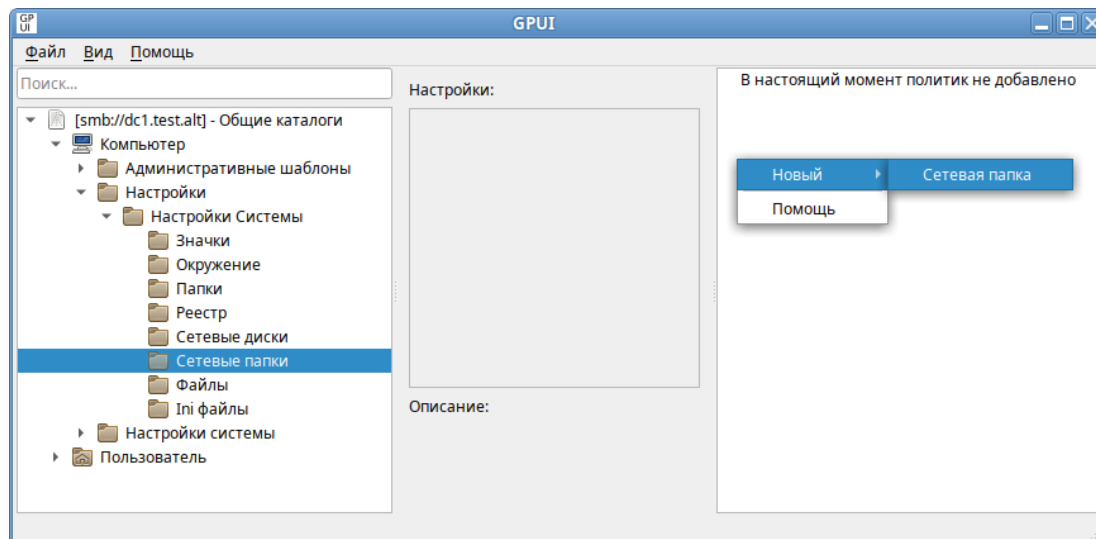 GP
UI
GPUI
Файл Вид Помощь
Поиск...
[smb://dc1.test.alt] - Общие каталоги
Компьютер
Административные шаблоны
Настройки
Настройки Системы
Значки
Окружение
Папки
Реестр
Сетевые диски
Сетевые папки
Файлы
Ini файлы
Настройки системы
Пользователь
Настройки:
Описание:
В настоящий момент политик не добавлено
Новый
Сетевая папка
Помощь